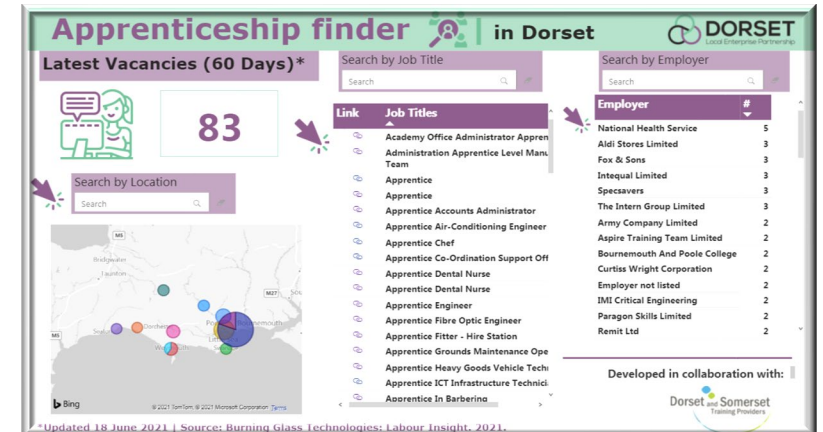 Apprenticeship finder
in Dorset
DORSET
Local Enterprise Partnership
Latest Vacancies (60 Days)*
83
Search by Location
Search
M5
Bridgwater
Taunton
M27
M5
Bing
© 2021 TomTom, © 2021 Microsoft Corporation Terms
Search by Job Title
Search
Link Job Titles
Academy Office Administrator Appren
Administration Apprentice Level Manu
Team
Apprentice
Apprentice
Apprentice Accounts Administrator
Apprentice Air-Conditioning Engineer
Apprentice Chef
Apprentice Co-Ordination Support Off
Apprentice Dental Nurse
Apprentice Dental Nurse
Apprentice Engineer
Apprentice Fibre Optic Engineer
Apprentice Fitter - Hire Station
Apprentice Grounds Maintenance Ope
Apprentice Heavy Goods Vehicle Techn
Apprentice ICT Infrastructure Technici
Apprentice In Barbering
Search by Employer
Search
Employer #
National Health Service 5
Aldi Stores Limited 3
Fox & Sons 3
Intequal Limited 3
Specsavers 3
The Intern Group Limited 3
Army Company Limited 2
Aspire Training Team Limited 2
Bournemouth And Poole College 2
Curtiss Wright Corporation 2
Employer not listed 2
IMI Critical Engineering 2
Paragon Skills Limited 2
Remit Ltd 2
Developed in collaboration with:
Dorset and Somerset
Training Providers
*Updated 18 June 2021 | Source: Burning Glass Technologies: Labour Insight. 2021.